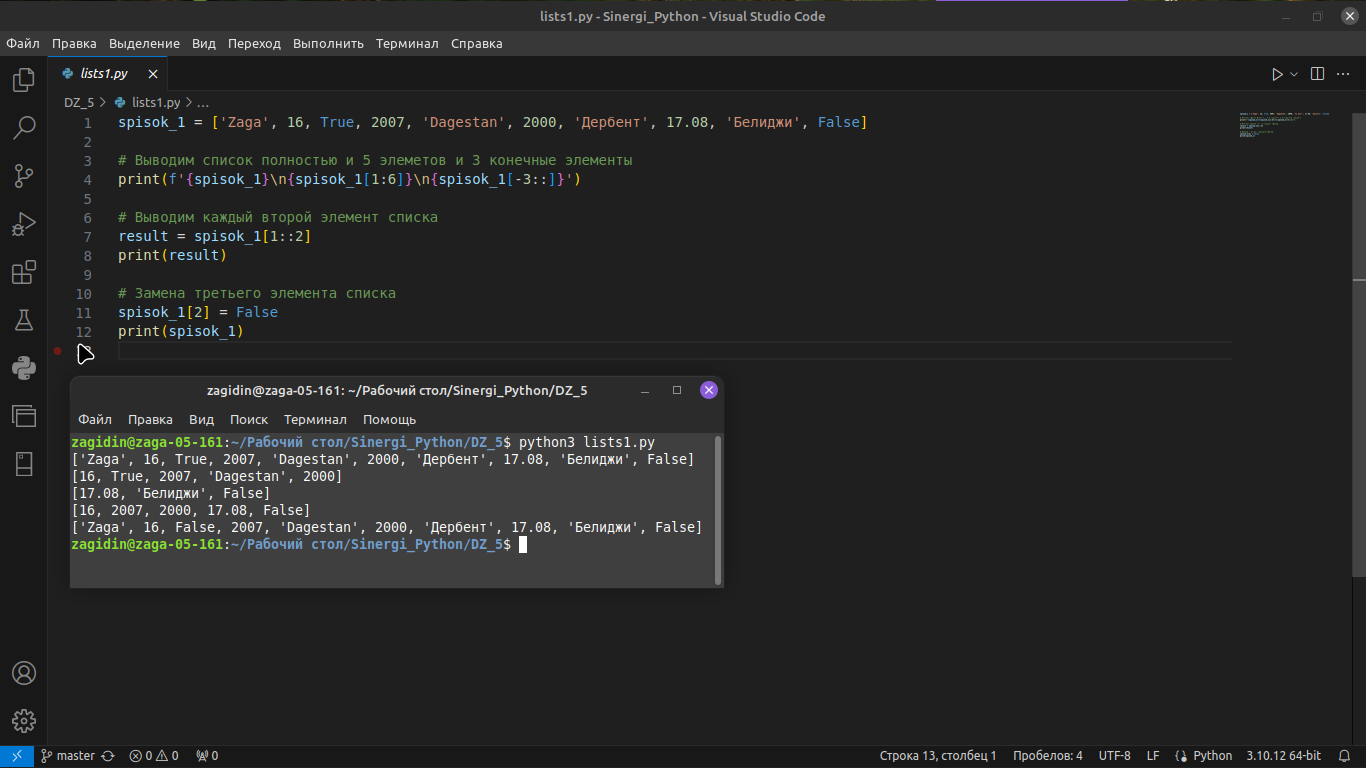 lists1.py - Sinergi_Python - Visual Studio Code
Файл Правка Выделение Вид Переход Выполнить Терминал Справка
lists1.py
DZ_5 > lists1.py > ...
1 spisok_1 = ['Zaga', 16, True, 2007, 'Dagestan', 2000, 'Дербент', 17.08, 'Белиджи', False]
2
3 # Выводим список полностью и 5 элеметов и 3 конечные элементы
4 print(f'{spisok_1}\n{spisok_1[1:6]}\n{spisok_1[-3::]}')
5
6 # Выводим каждый второй элемент списка
7 result = spisok_1[1::2]
8 print(result)
9
10 # Замена третьего элемента списка
11 spisok_1[2] = False
12 print(spisok_1)
zagidin@zaga-05-161: ~/Рабочий стол/Sinergi_Python/DZ_5
Файл Правка Вид Поиск Терминал Помощь
zagidin@zaga-05-161:~/Рабочий стол/Sinergi_Python/DZ_5$ python3 lists1.py
['Zaga', 16, True, 2007, 'Dagestan', 2000, 'Дербент', 17.08, 'Белиджи', False]
[16, True, 2007, 'Dagestan', 2000]
[17.08, 'Белиджи', False]
[16, 2007, 2000, 17.08, False]
['Zaga', 16, False, 2007, 'Dagestan', 2000, 'Дербент', 17.08, 'Белиджи', False]
zagidin@zaga-05-161:~/Рабочий стол/Sinergi_Python/DZ_5$
master 0 0 0 Строка 13, столбец 1 Пробелов: 4 UTF-8 LF Python 3.10.12 64-bit